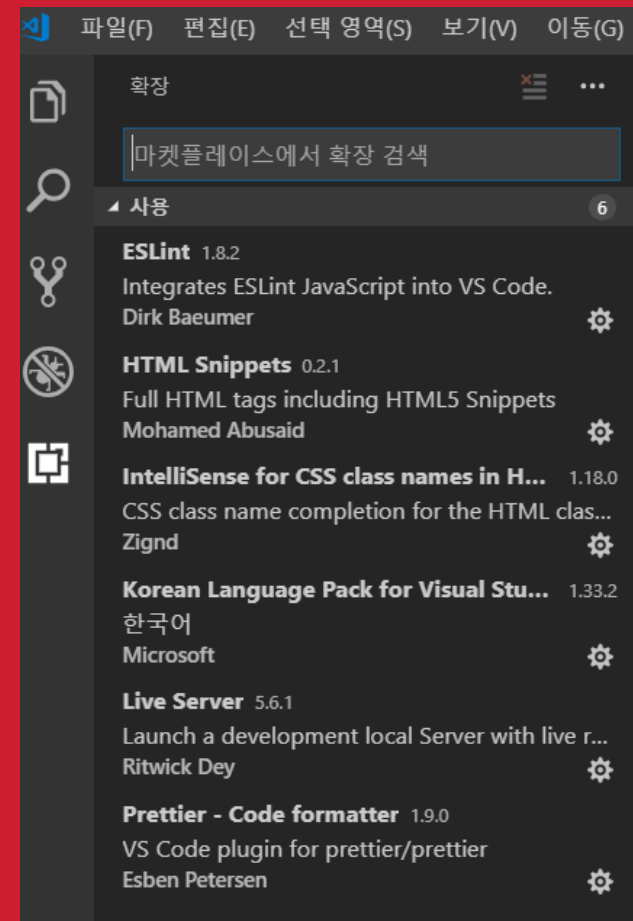 파일(F) 편집(E) 선택 영역(S) 보기(V) 이동(G)
확장
마켓플레이스에서 확장 검색
사용 6
ESLint 1.8.2
Integrates ESLint JavaScript into VS Code.
Dirk Baeumer
HTML Snippets 0.2.1
Full HTML tags including HTML5 Snippets
Mohamed Abusaid
IntelliSense for CSS class names in H... 1.18.0
CSS class name completion for the HTML clas...
Zignd
Korean Language Pack for Visual Stu... 1.33.2
한국어
Microsoft
Live Server 5.6.1
Launch a development local Server with live r...
Ritwick Dey
Prettier - Code formatter 1.9.0
VS Code plugin for prettier/prettier
Esben Petersen